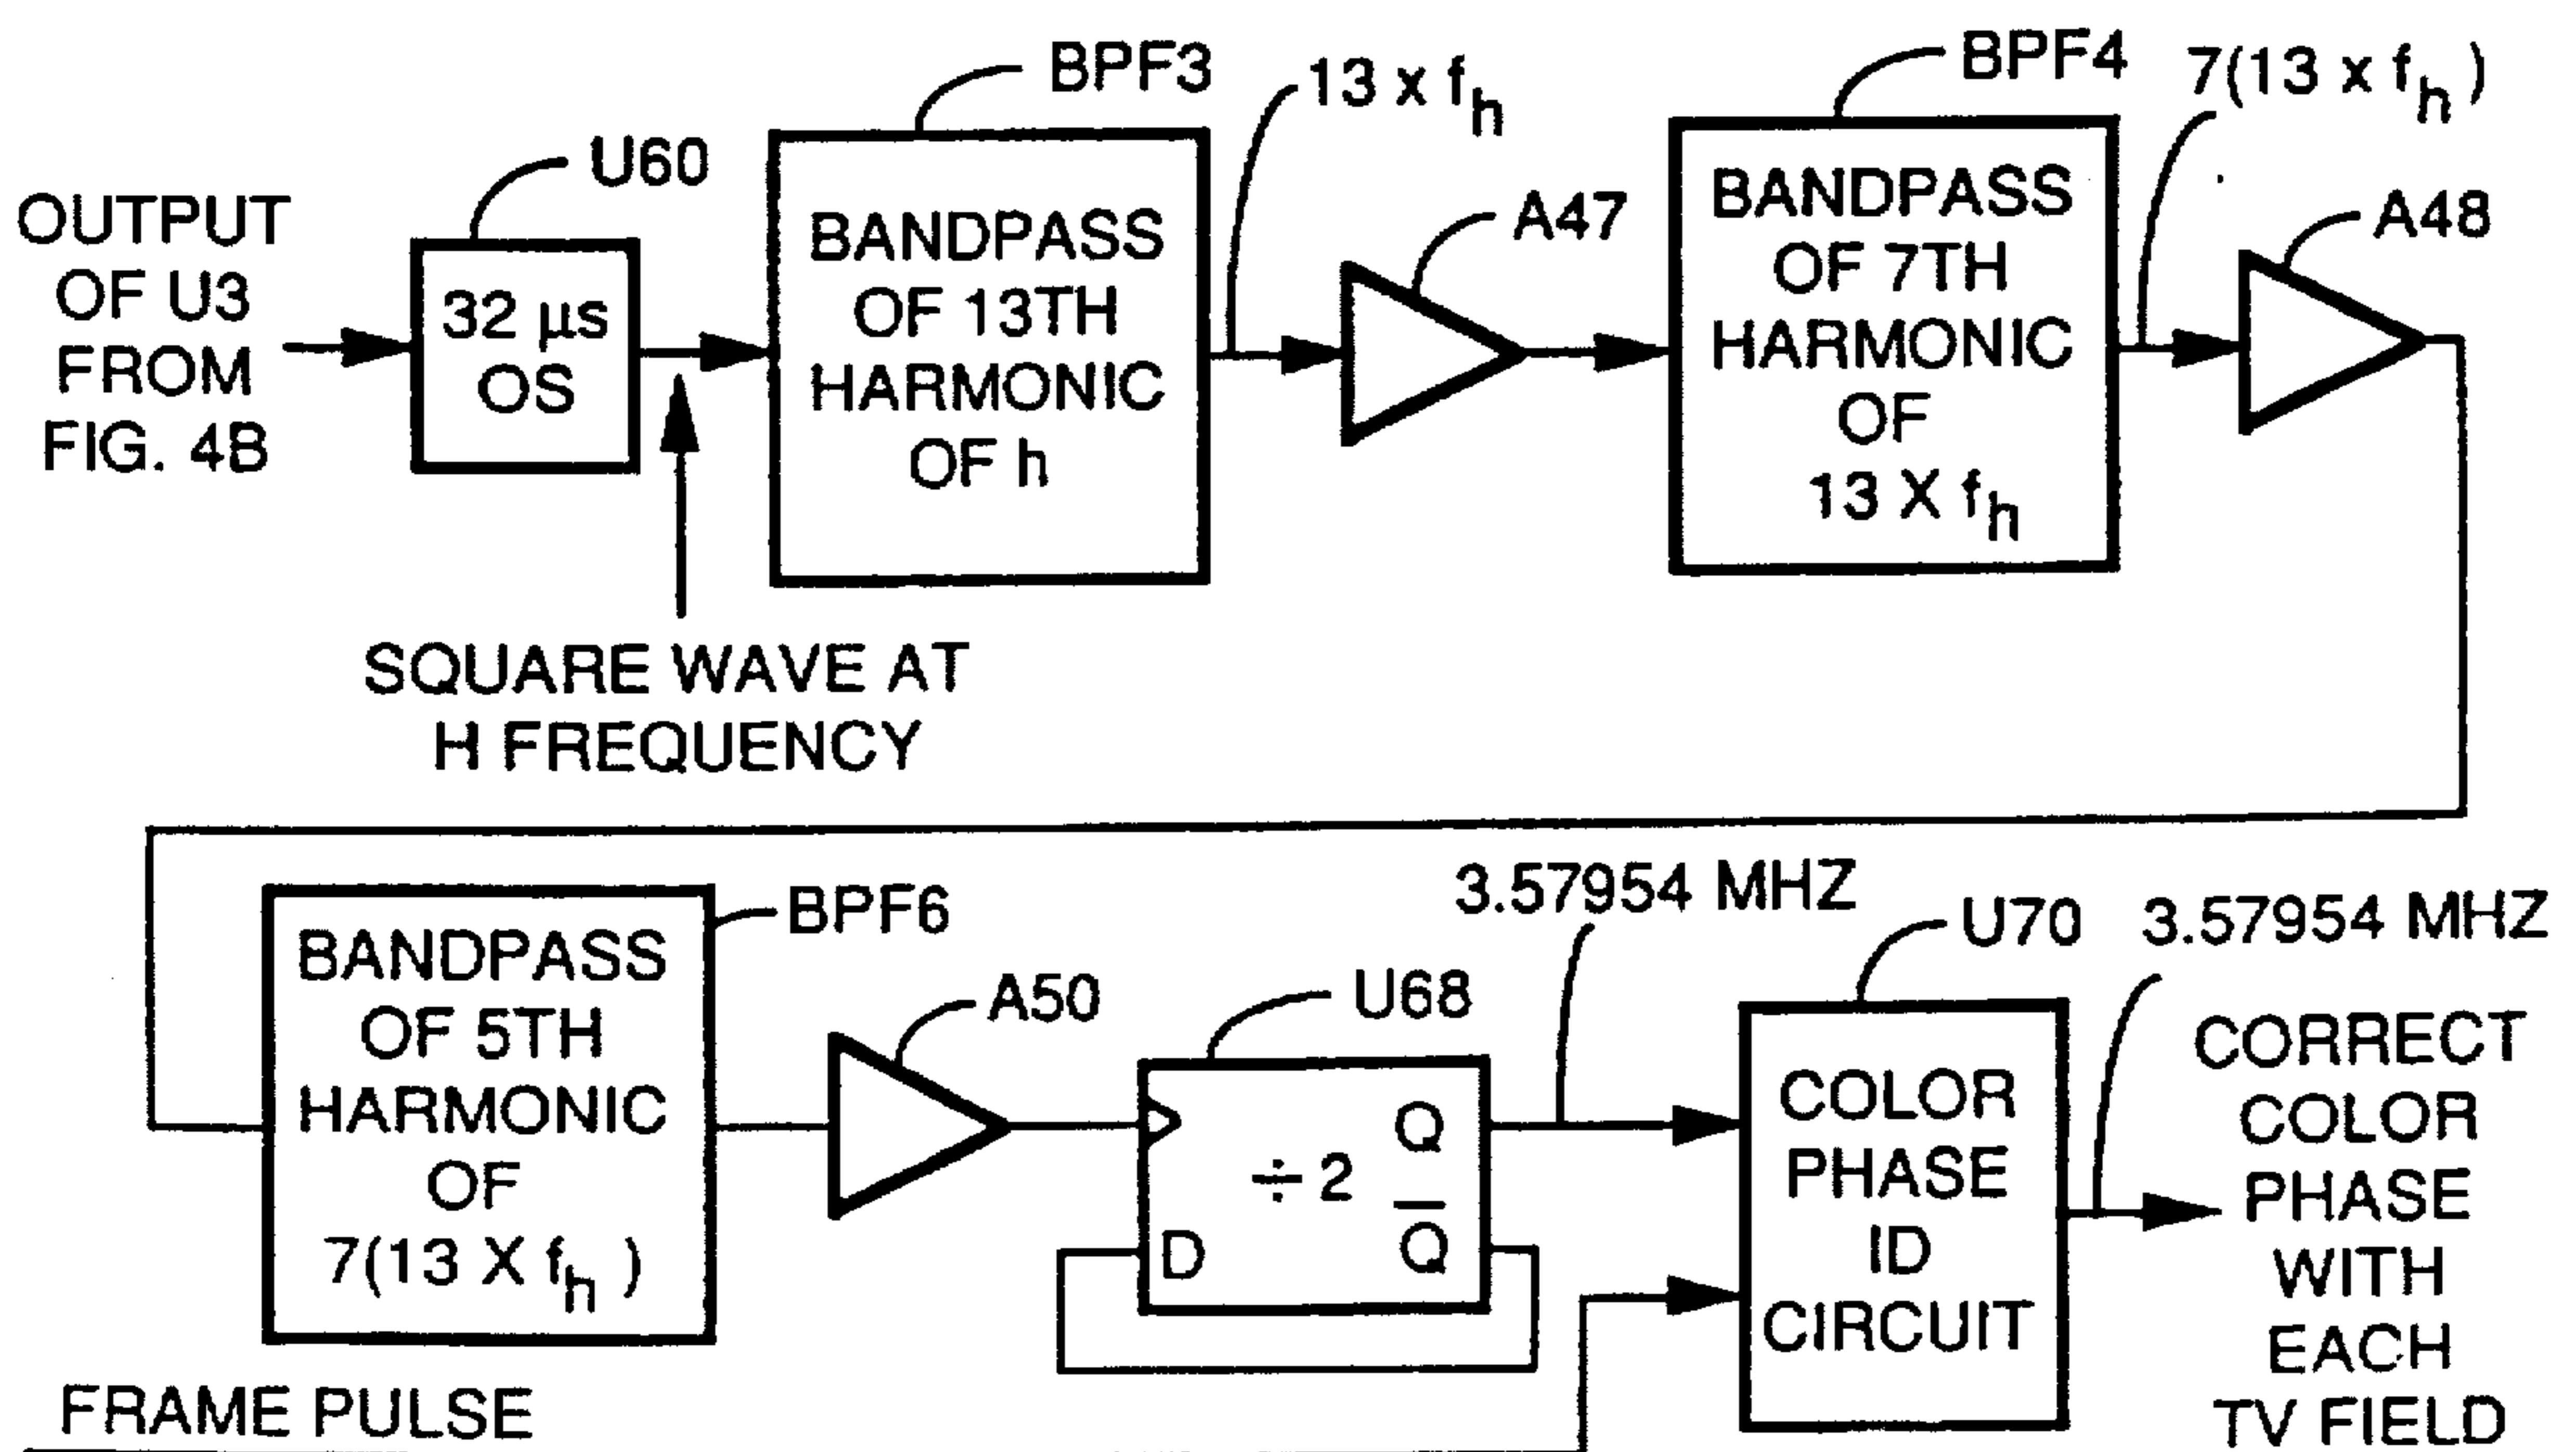 OUTPUT
OF U3
FROM
FIG. 4B
U60
32 µs
OS
SQUARE WAVE AT
H FREQUENCY
BPF3
BANDPASS
OF 13TH
HARMONIC
OF h
13 x fh
A47
BPF4
BANDPASS
OF 7TH
HARMONIC
OF
13 X fh
7(13 x fh )
A48
BPF6
BANDPASS
OF 5TH
HARMONIC
OF
7(13 X fh )
A50
U68
÷ 2
Q
Q̅
D
3.57954 MHZ
U70
COLOR
PHASE
ID
CIRCUIT
3.57954 MHZ
CORRECT
COLOR
PHASE
WITH
EACH
TV FIELD
FRAME PULSE